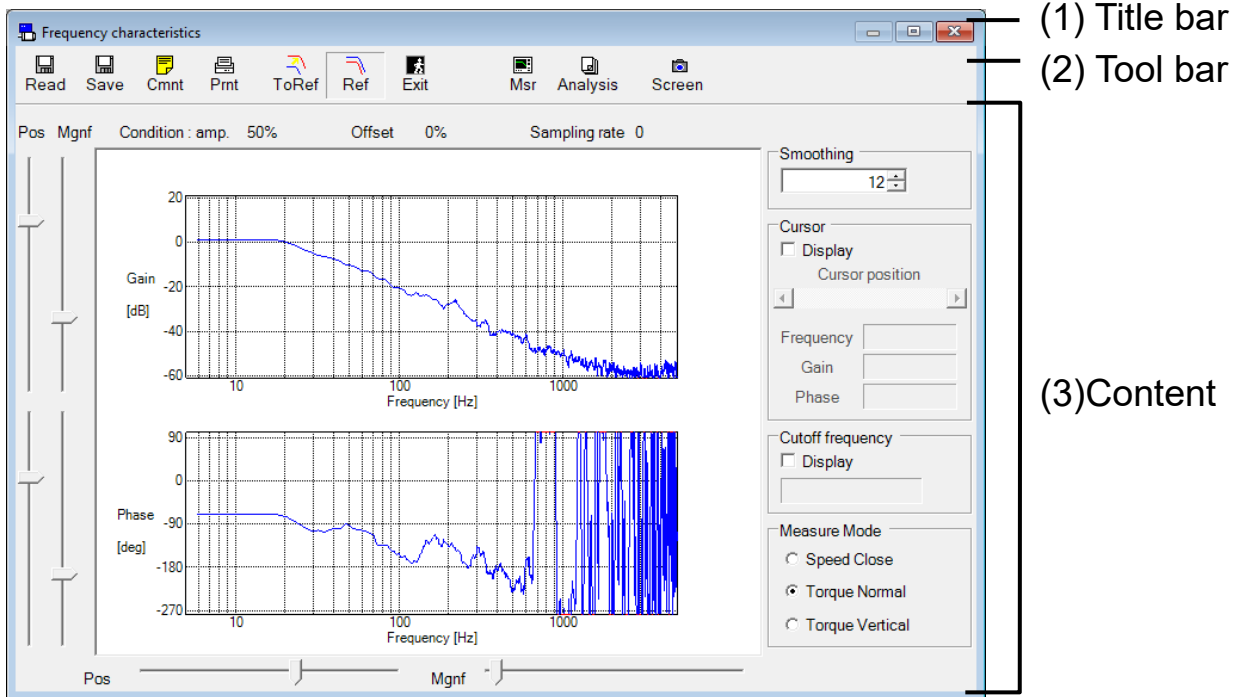 Frequency characteristics
(1) Title bar
Read Save Cmnt Prnt ToRef Ref Exit Msr Analysis Screen
(2) Tool bar
Pos Mgnf Condition : amp. 50% Offset 0% Sampling rate 0
Smoothing
12
20
0
Gain -20
[dB]
-40
-60
10 100 1000
Frequency [Hz]
Cursor
Display
Cursor position
Frequency
Gain
Phase
(3)Content
90
0
Phase -90
[deg]
-180
-270
10 100 1000
Frequency [Hz]
Cutoff frequency
Display
Measure Mode
Speed Close
Torque Normal
Torque Vertical
Pos Mgnf